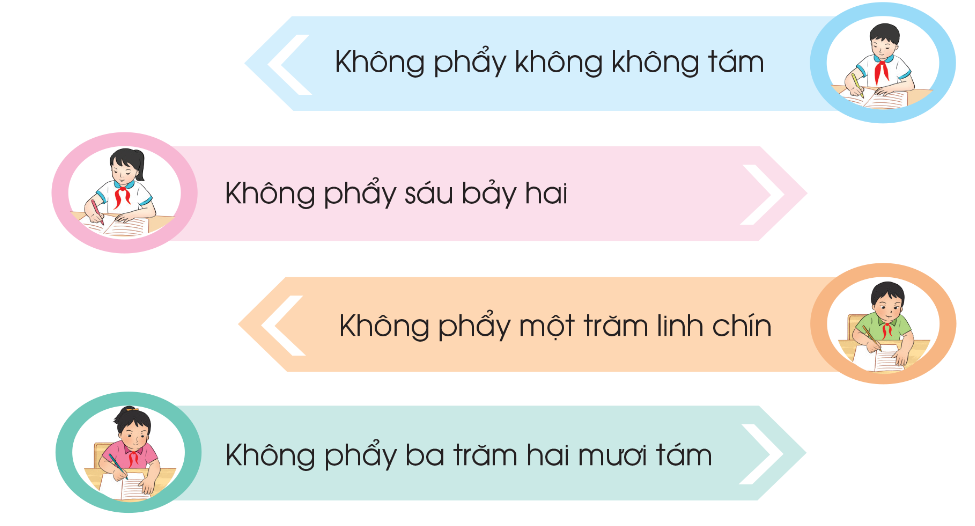 Không phẩy không không tám
Không phẩy sáu bảy hai
Không phẩy một trăm linh chín
Không phẩy ba trăm hai mươi tám